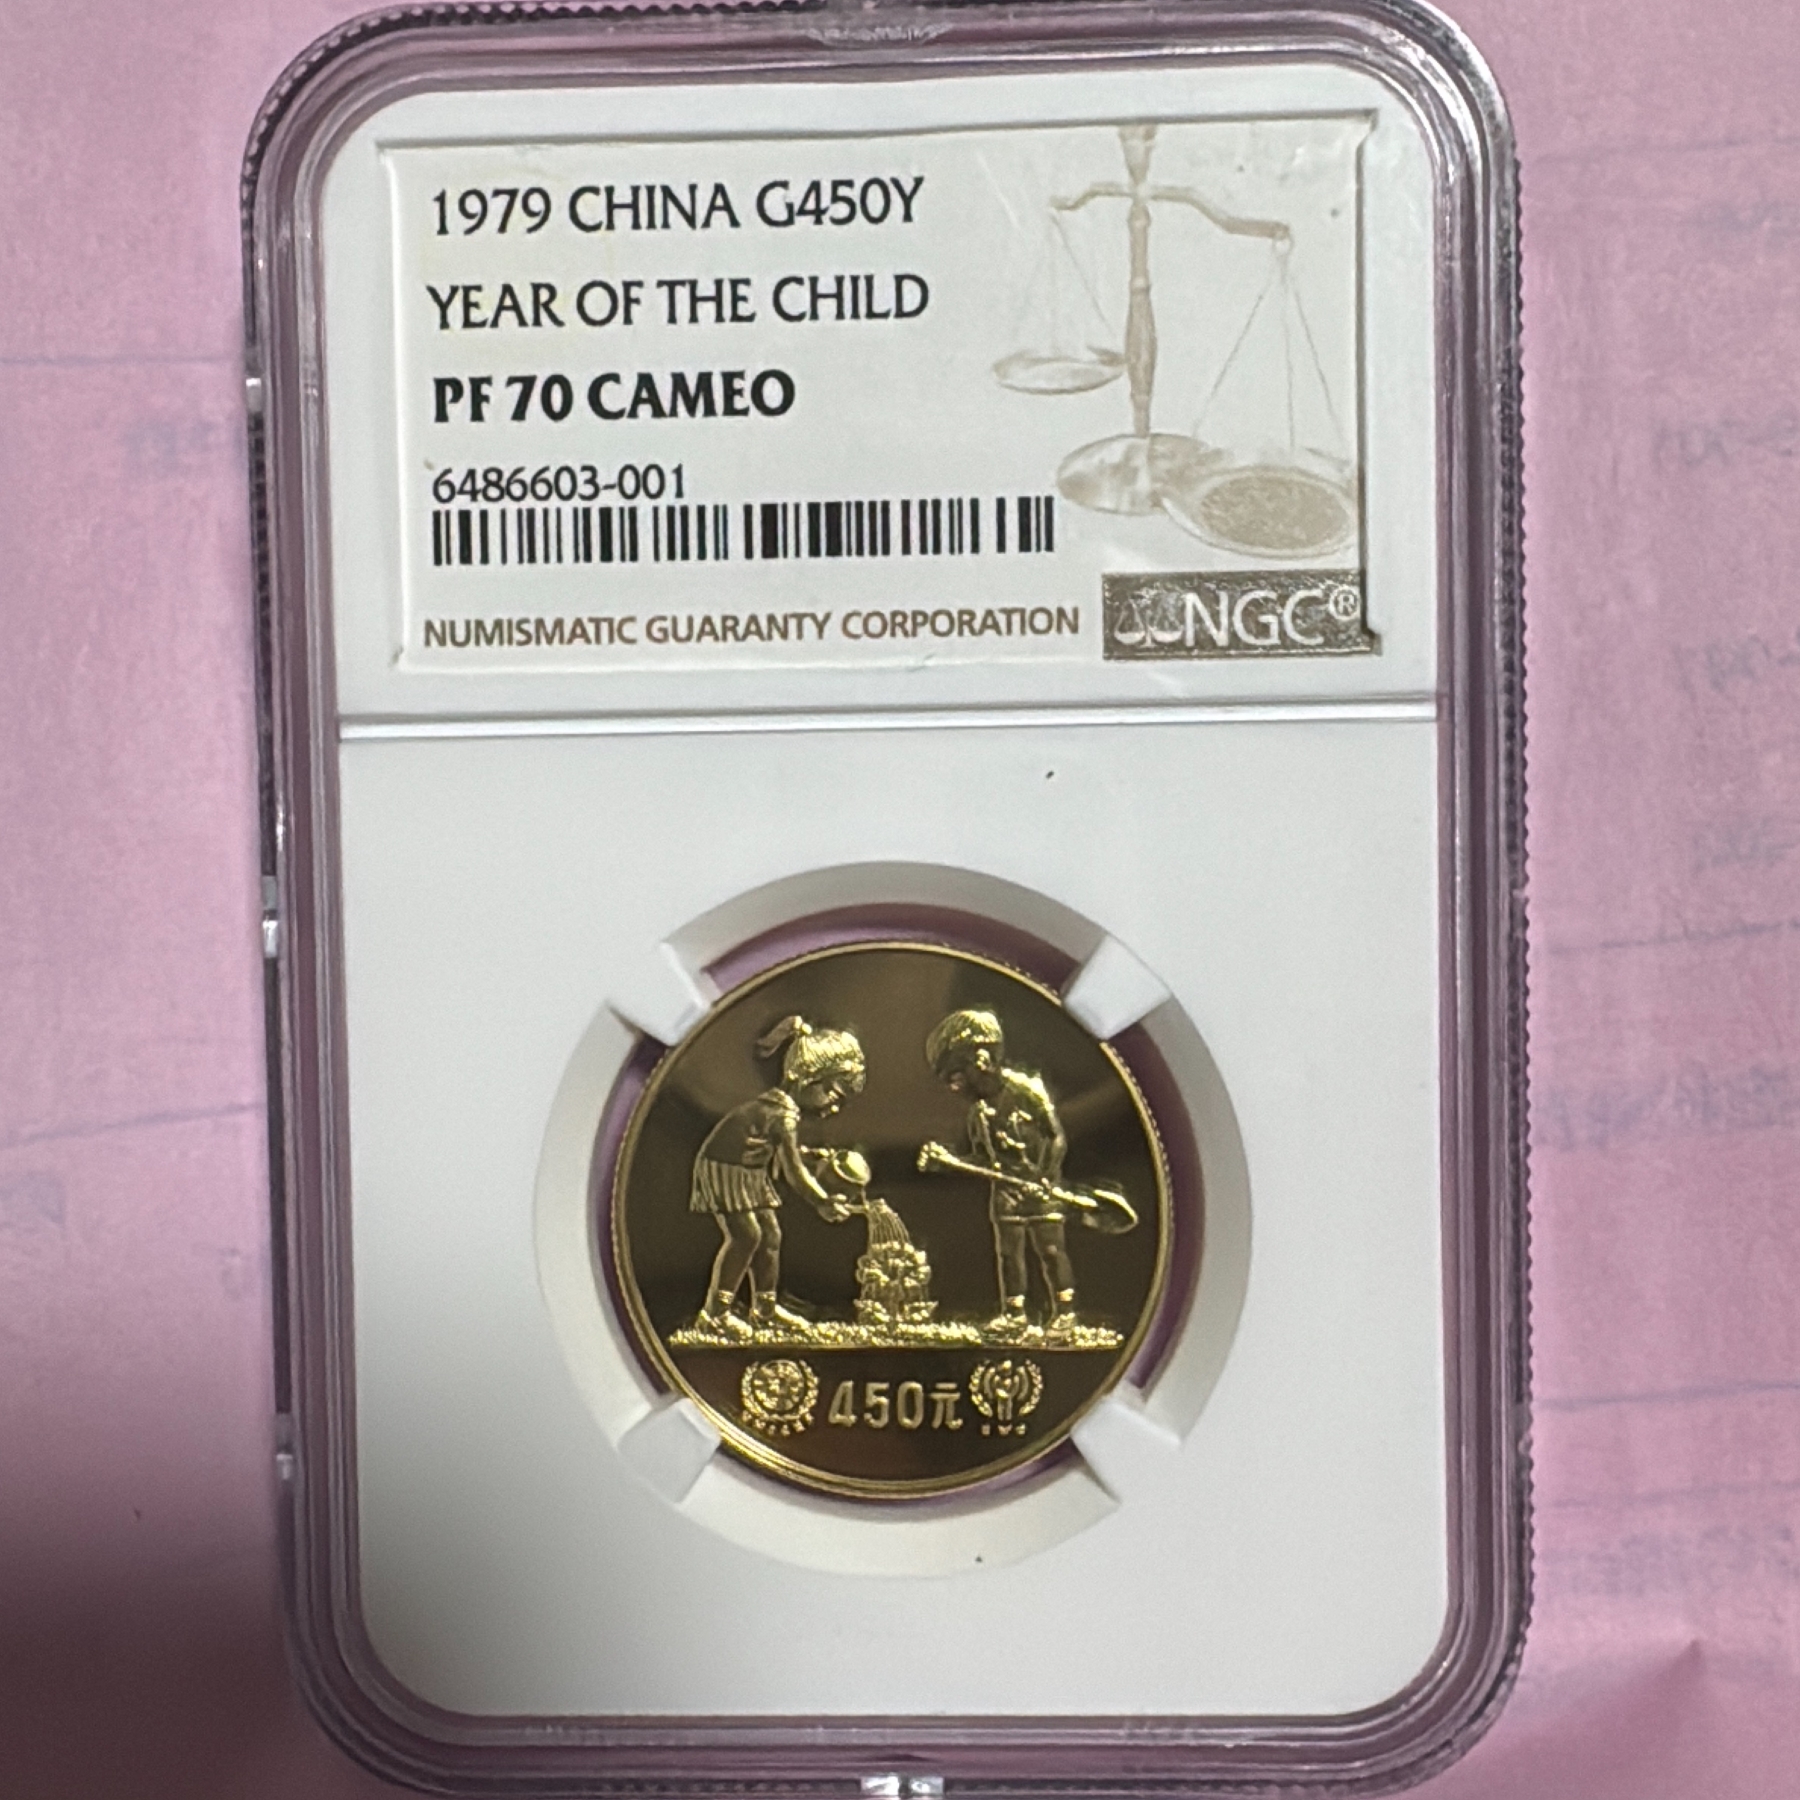 1979 CHINA G450Y
YEAR OF THE CHILD
PF 70 CAMEO
6486603-001
NUMISMATIC GUARANTY CORPORATION
NGC®
450元